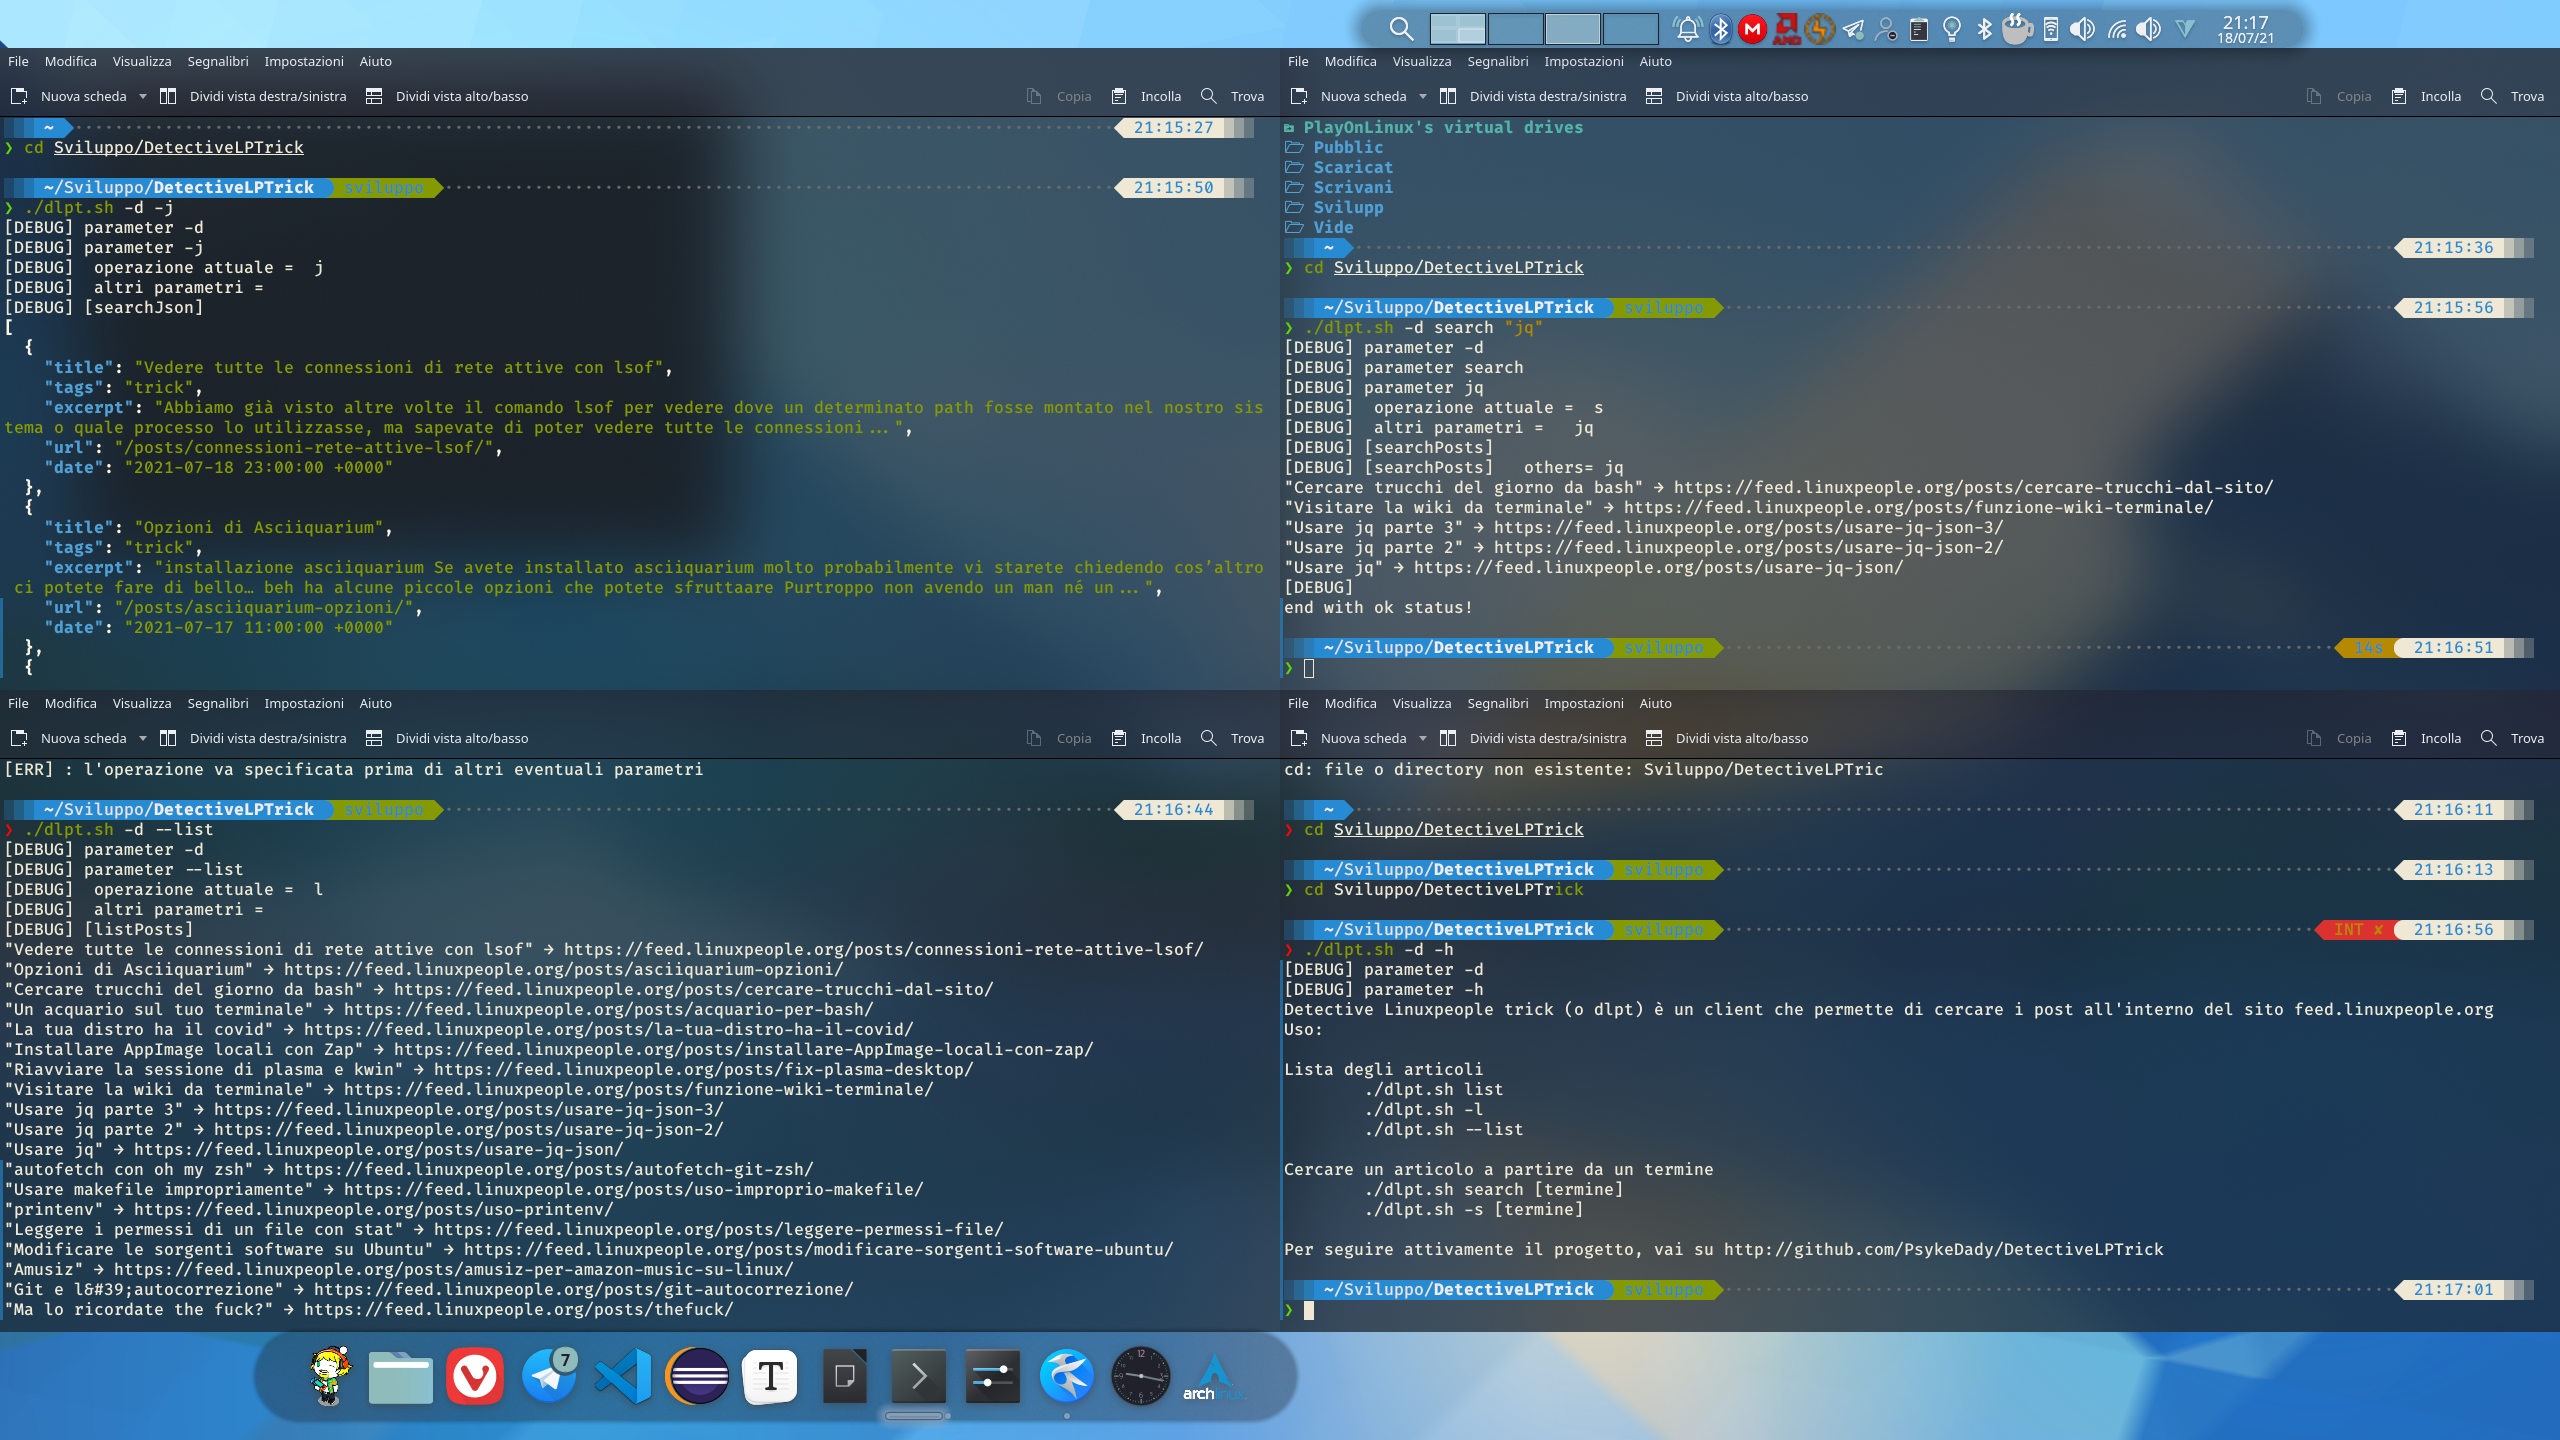 21:17
18/07/21
File Modifica Visualizza Segnalibri Impostazioni Aiuto
Nuova scheda Dividi vista destra/sinistra Dividi vista alto/basso Copia Incolla Trova
~ 21:15:27
❯ cd Sviluppo/DetectiveLPTrick
~/Sviluppo/DetectiveLPTrick sviluppo 21:15:50
❯ ./dlpt.sh -d -j
[DEBUG] parameter -d
[DEBUG] parameter -j
[DEBUG]  operazione attuale =  j
[DEBUG]  altri parametri =
[DEBUG] [searchJson]
[
  {
    "title": "Vedere tutte le connessioni di rete attive con lsof",
    "tags": "trick",
    "excerpt": "Abbiamo già visto altre volte il comando lsof per vedere dove un determinato path fosse montato nel nostro sis
tema o quale processo lo utilizzasse, ma sapevate di poter vedere tutte le connessioni...",
    "url": "/posts/connessioni-rete-attive-lsof/",
    "date": "2021-07-18 23:00:00 +0000"
  },
  {
    "title": "Opzioni di Asciiquarium",
    "tags": "trick",
    "excerpt": "installazione asciiquarium Se avete installato asciiquarium molto probabilmente vi starete chiedendo cos’altro
 ci potete fare di bello… beh ha alcune piccole opzioni che potete sfruttaare Purtroppo non avendo un man né un...",
    "url": "/posts/asciiquarium-opzioni/",
    "date": "2021-07-17 11:00:00 +0000"
  },
  {
File Modifica Visualizza Segnalibri Impostazioni Aiuto
Nuova scheda Dividi vista destra/sinistra Dividi vista alto/basso Copia Incolla Trova
PlayOnLinux's virtual drives
Pubblic
Scaricat
Scrivani
Svilupp
Vide
~ 21:15:36
❯ cd Sviluppo/DetectiveLPTrick
~/Sviluppo/DetectiveLPTrick sviluppo 21:15:56
❯ ./dlpt.sh -d search "jq"
[DEBUG] parameter -d
[DEBUG] parameter search
[DEBUG] parameter jq
[DEBUG]  operazione attuale =  s
[DEBUG]  altri parametri =   jq
[DEBUG] [searchPosts]
[DEBUG] [searchPosts]   others= jq
"Cercare trucchi del giorno da bash" → https://feed.linuxpeople.org/posts/cercare-trucchi-dal-sito/
"Visitare la wiki da terminale" → https://feed.linuxpeople.org/posts/funzione-wiki-terminale/
"Usare jq parte 3" → https://feed.linuxpeople.org/posts/usare-jq-json-3/
"Usare jq parte 2" → https://feed.linuxpeople.org/posts/usare-jq-json-2/
"Usare jq" → https://feed.linuxpeople.org/posts/usare-jq-json/
[DEBUG]
end with ok status!
~/Sviluppo/DetectiveLPTrick sviluppo 14s 21:16:51
❯
File Modifica Visualizza Segnalibri Impostazioni Aiuto
Nuova scheda Dividi vista destra/sinistra Dividi vista alto/basso Copia Incolla Trova
[ERR] : l'operazione va specificata prima di altri eventuali parametri
~/Sviluppo/DetectiveLPTrick sviluppo 21:16:44
❯ ./dlpt.sh -d --list
[DEBUG] parameter -d
[DEBUG] parameter --list
[DEBUG]  operazione attuale =  l
[DEBUG]  altri parametri =
[DEBUG] [listPosts]
"Vedere tutte le connessioni di rete attive con lsof" → https://feed.linuxpeople.org/posts/connessioni-rete-attive-lsof/
"Opzioni di Asciiquarium" → https://feed.linuxpeople.org/posts/asciiquarium-opzioni/
"Cercare trucchi del giorno da bash" → https://feed.linuxpeople.org/posts/cercare-trucchi-dal-sito/
"Un acquario sul tuo terminale" → https://feed.linuxpeople.org/posts/acquario-per-bash/
"La tua distro ha il covid" → https://feed.linuxpeople.org/posts/la-tua-distro-ha-il-covid/
"Installare AppImage locali con Zap" → https://feed.linuxpeople.org/posts/installare-AppImage-locali-con-zap/
"Riavviare la sessione di plasma e kwin" → https://feed.linuxpeople.org/posts/fix-plasma-desktop/
"Visitare la wiki da terminale" → https://feed.linuxpeople.org/posts/funzione-wiki-terminale/
"Usare jq parte 3" → https://feed.linuxpeople.org/posts/usare-jq-json-3/
"Usare jq parte 2" → https://feed.linuxpeople.org/posts/usare-jq-json-2/
"Usare jq" → https://feed.linuxpeople.org/posts/usare-jq-json/
"autofetch con oh my zsh" → https://feed.linuxpeople.org/posts/autofetch-git-zsh/
"Usare makefile impropriamente" → https://feed.linuxpeople.org/posts/uso-improprio-makefile/
"printenv" → https://feed.linuxpeople.org/posts/uso-printenv/
"Leggere i permessi di un file con stat" → https://feed.linuxpeople.org/posts/leggere-permessi-file/
"Modificare le sorgenti software su Ubuntu" → https://feed.linuxpeople.org/posts/modificare-sorgenti-software-ubuntu/
"Amusiz" → https://feed.linuxpeople.org/posts/amusiz-per-amazon-music-su-linux/
"Git e l&#39;autocorrezione" → https://feed.linuxpeople.org/posts/git-autocorrezione/
"Ma lo ricordate the fuck?" → https://feed.linuxpeople.org/posts/thefuck/
File Modifica Visualizza Segnalibri Impostazioni Aiuto
Nuova scheda Dividi vista destra/sinistra Dividi vista alto/basso Copia Incolla Trova
cd: file o directory non esistente: Sviluppo/DetectiveLPTric
~ 21:16:11
❯ cd Sviluppo/DetectiveLPTrick
~/Sviluppo/DetectiveLPTrick sviluppo 21:16:13
❯ cd Sviluppo/DetectiveLPTrick
~/Sviluppo/DetectiveLPTrick sviluppo INT ✘ 21:16:56
❯ ./dlpt.sh -d -h
[DEBUG] parameter -d
[DEBUG] parameter -h
Detective Linuxpeople trick (o dlpt) è un client che permette di cercare i post all'interno del sito feed.linuxpeople.org
Uso:
Lista degli articoli
        ./dlpt.sh list
        ./dlpt.sh -l
        ./dlpt.sh --list
Cercare un articolo a partire da un termine
        ./dlpt.sh search [termine]
        ./dlpt.sh -s [termine]
Per seguire attivamente il progetto, vai su http://github.com/PsykeDady/DetectiveLPTrick
~/Sviluppo/DetectiveLPTrick sviluppo 21:17:01
❯
7
T
12
archlinux